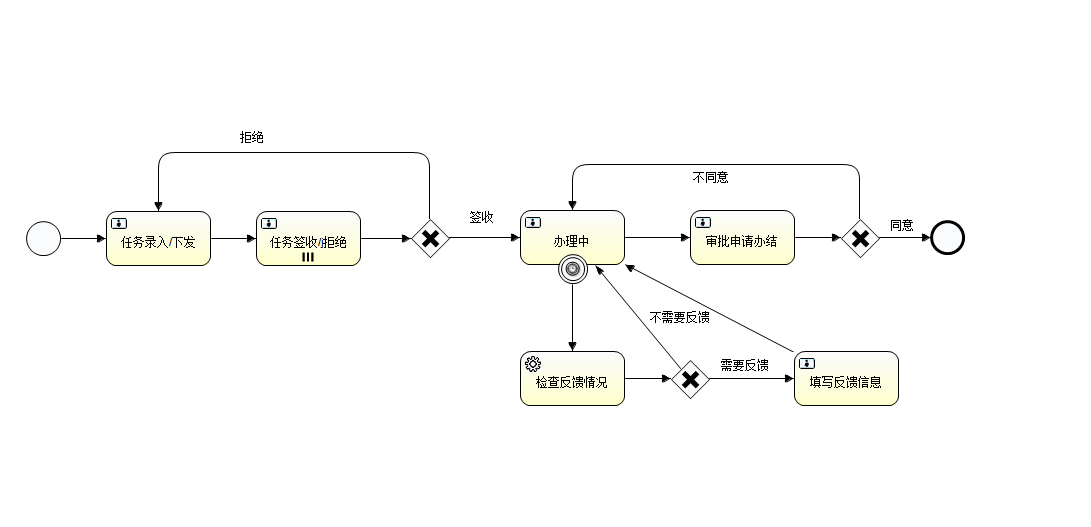 拒绝
不同意
签收
同意
任务录入/下发
任务签收/拒绝
办理中
审批申请办结
不需要反馈
需要反馈
检查反馈情况
填写反馈信息